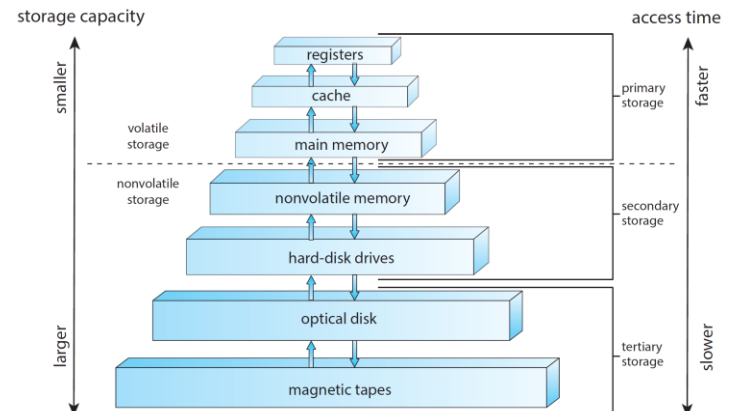 storage capacity
access time
smaller
registers
cache
main memory
primary
storage
faster
volatile
storage
nonvolatile
storage
nonvolatile memory
hard-disk drives
secondary
storage
larger
optical disk
magnetic tapes
tertiary
storage
slower